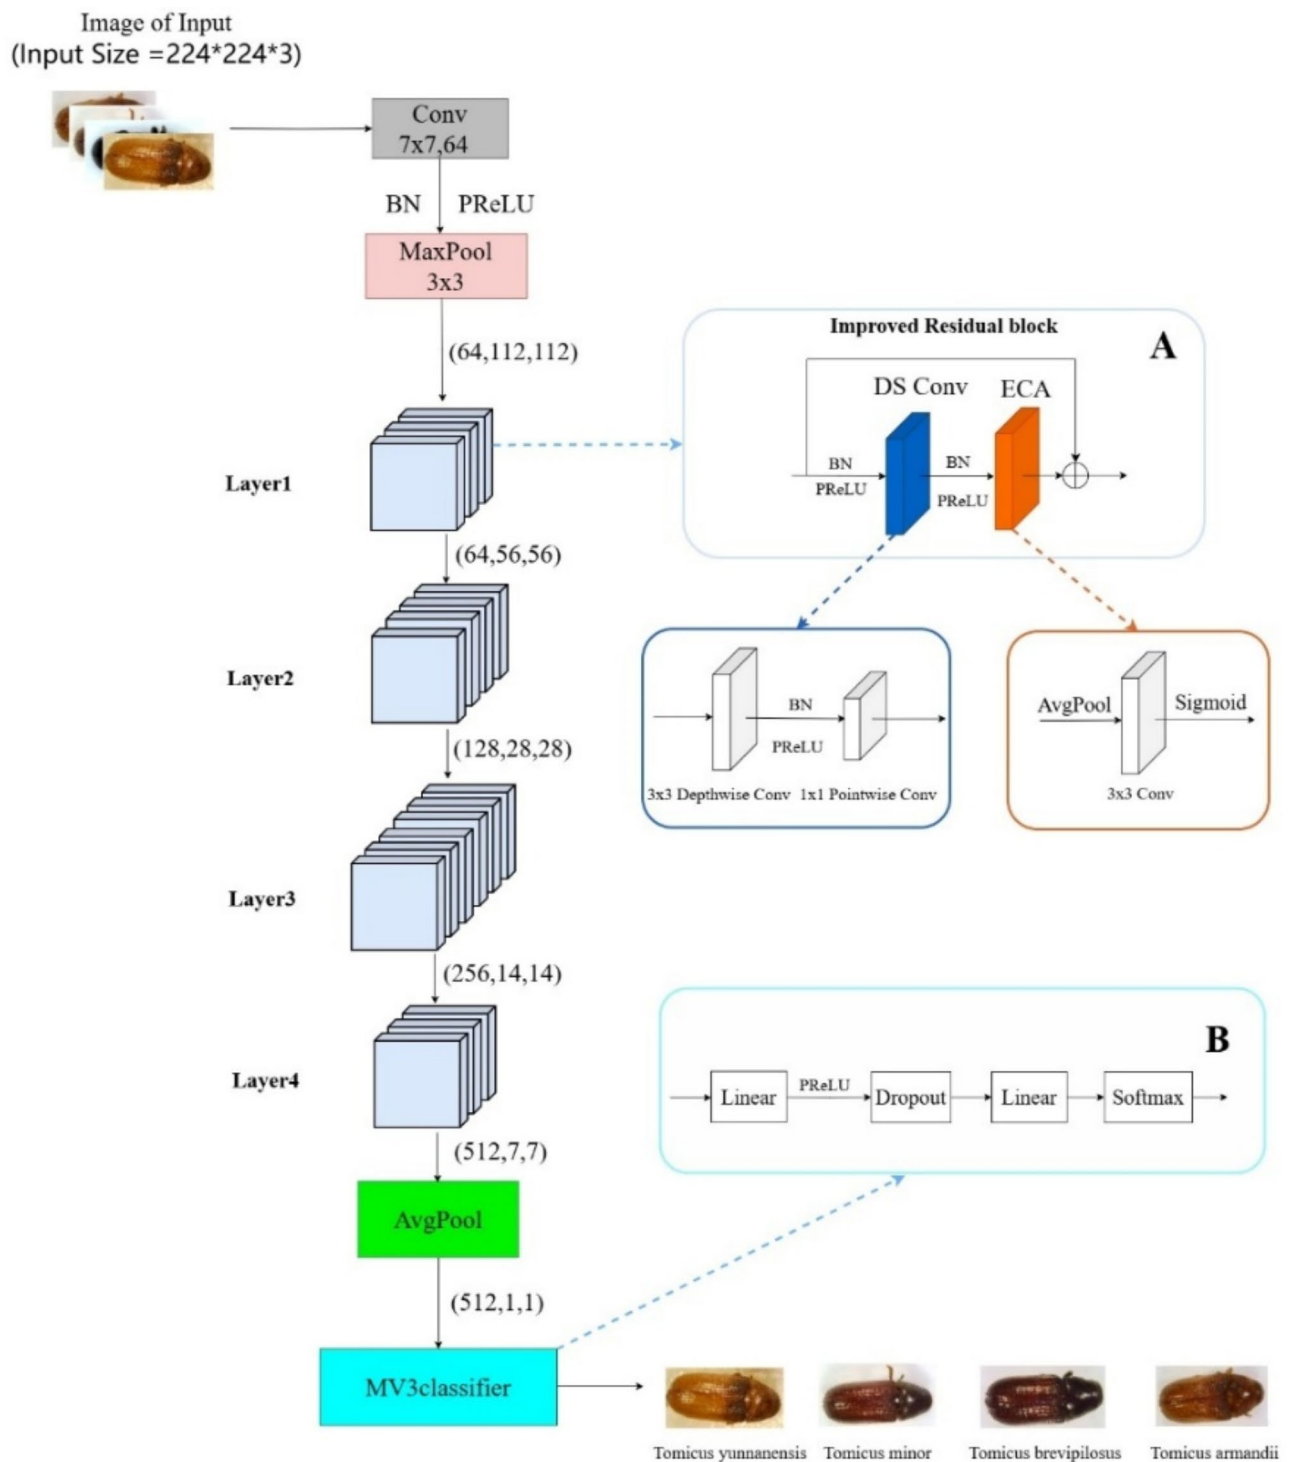 Image of Input
(Input Size =224*224*3)
Conv
7x7,64
BN PReLU
MaxPool
3x3
(64,112,112)
Improved Residual block
A
DS Conv ECA
BN
PReLU
BN
PReLU
Layer1
(64,56,56)
Layer2
(128,28,28)
BN
PReLU
3x3 Depthwise Conv 1x1 Pointwise Conv
AvgPool
Sigmoid
3x3 Conv
Layer3
(256,14,14)
Layer4
B
Linear
PReLU
Dropout
Linear
Softmax
(512,7,7)
AvgPool
(512,1,1)
MV3classifier
Tomicus yunnanensis Tomicus minor Tomicus brevipilosus Tomicus armandii